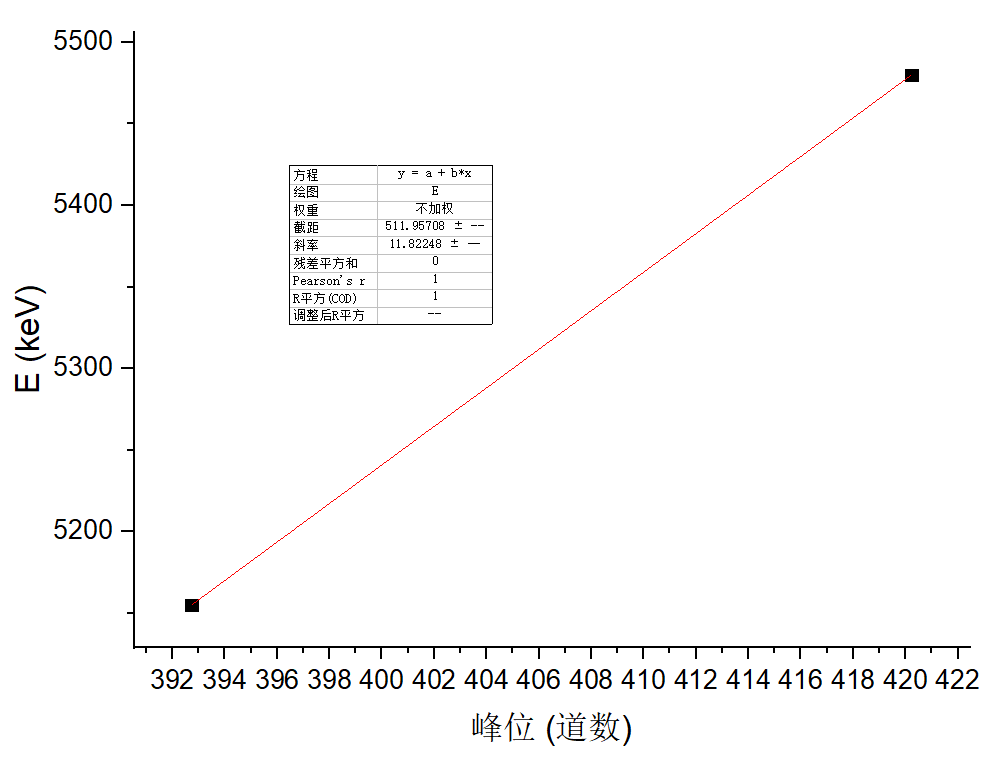 5500
5400
5300
5200
E (keV)
方程 y = a + b*x
绘图 E
权重 不加权
截距 511.95708 ± --
斜率 11.82248 ± —
残差平方和 0
Pearson's r 1
R平方(COD) 1
调整后R平方 --
392 394 396 398 400 402 404 406 408 410 412 414 416 418 420 422
峰位 (道数)